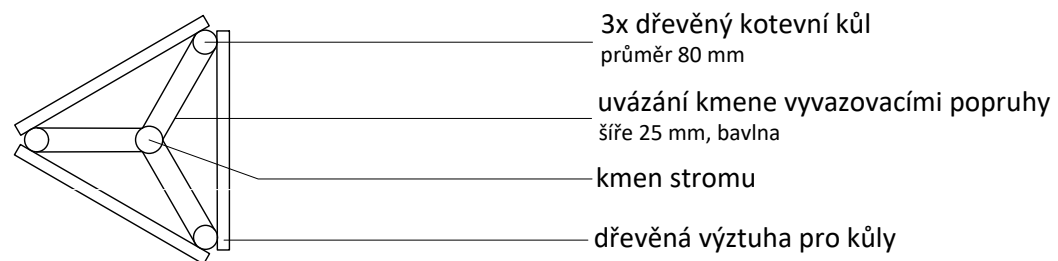 3x dřevěný kotevní kůl
průměr 80 mm
uvázání kmene vyvazovacími popruhy
šíře 25 mm, bavlna
kmen stromu
dřevěná výztuha pro kůly